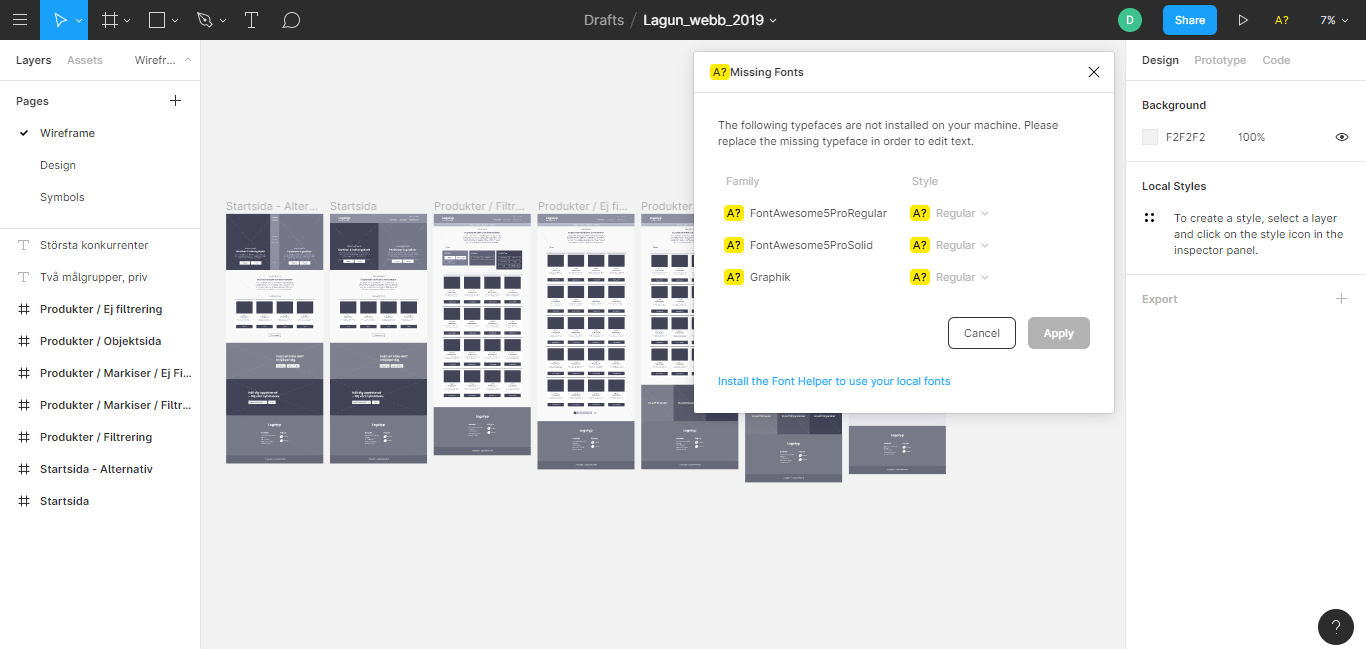 Drafts / Lagun_webb_2019
D
Share
A?
7%
Layers
Assets
Wirefr...
Pages
Wireframe
Design
Symbols
Största konkurrenter
Två målgrupper, priv
Produkter / Ej filtrering
Produkter / Objektsida
Produkter / Markiser / Ej Fi...
Produkter / Markiser / Filtr...
Produkter / Filtrering
Startsida - Alternativ
Startsida
Startsida - Alter...
Startsida
Produkter / Filtr...
Produkter / Ej fi...
Produkter
A? Missing Fonts
The following typefaces are not installed on your machine. Please
replace the missing typeface in order to edit text.
Family
Style
A? FontAwesome5ProRegular
A? Regular
A? FontAwesome5ProSolid
A? Regular
A? Graphik
A? Regular
Cancel
Apply
Install the Font Helper to use your local fonts
Design
Prototype
Code
Background
F2F2F2
100%
Local Styles
To create a style, select a layer
and click on the style icon in the
inspector panel.
Export
?